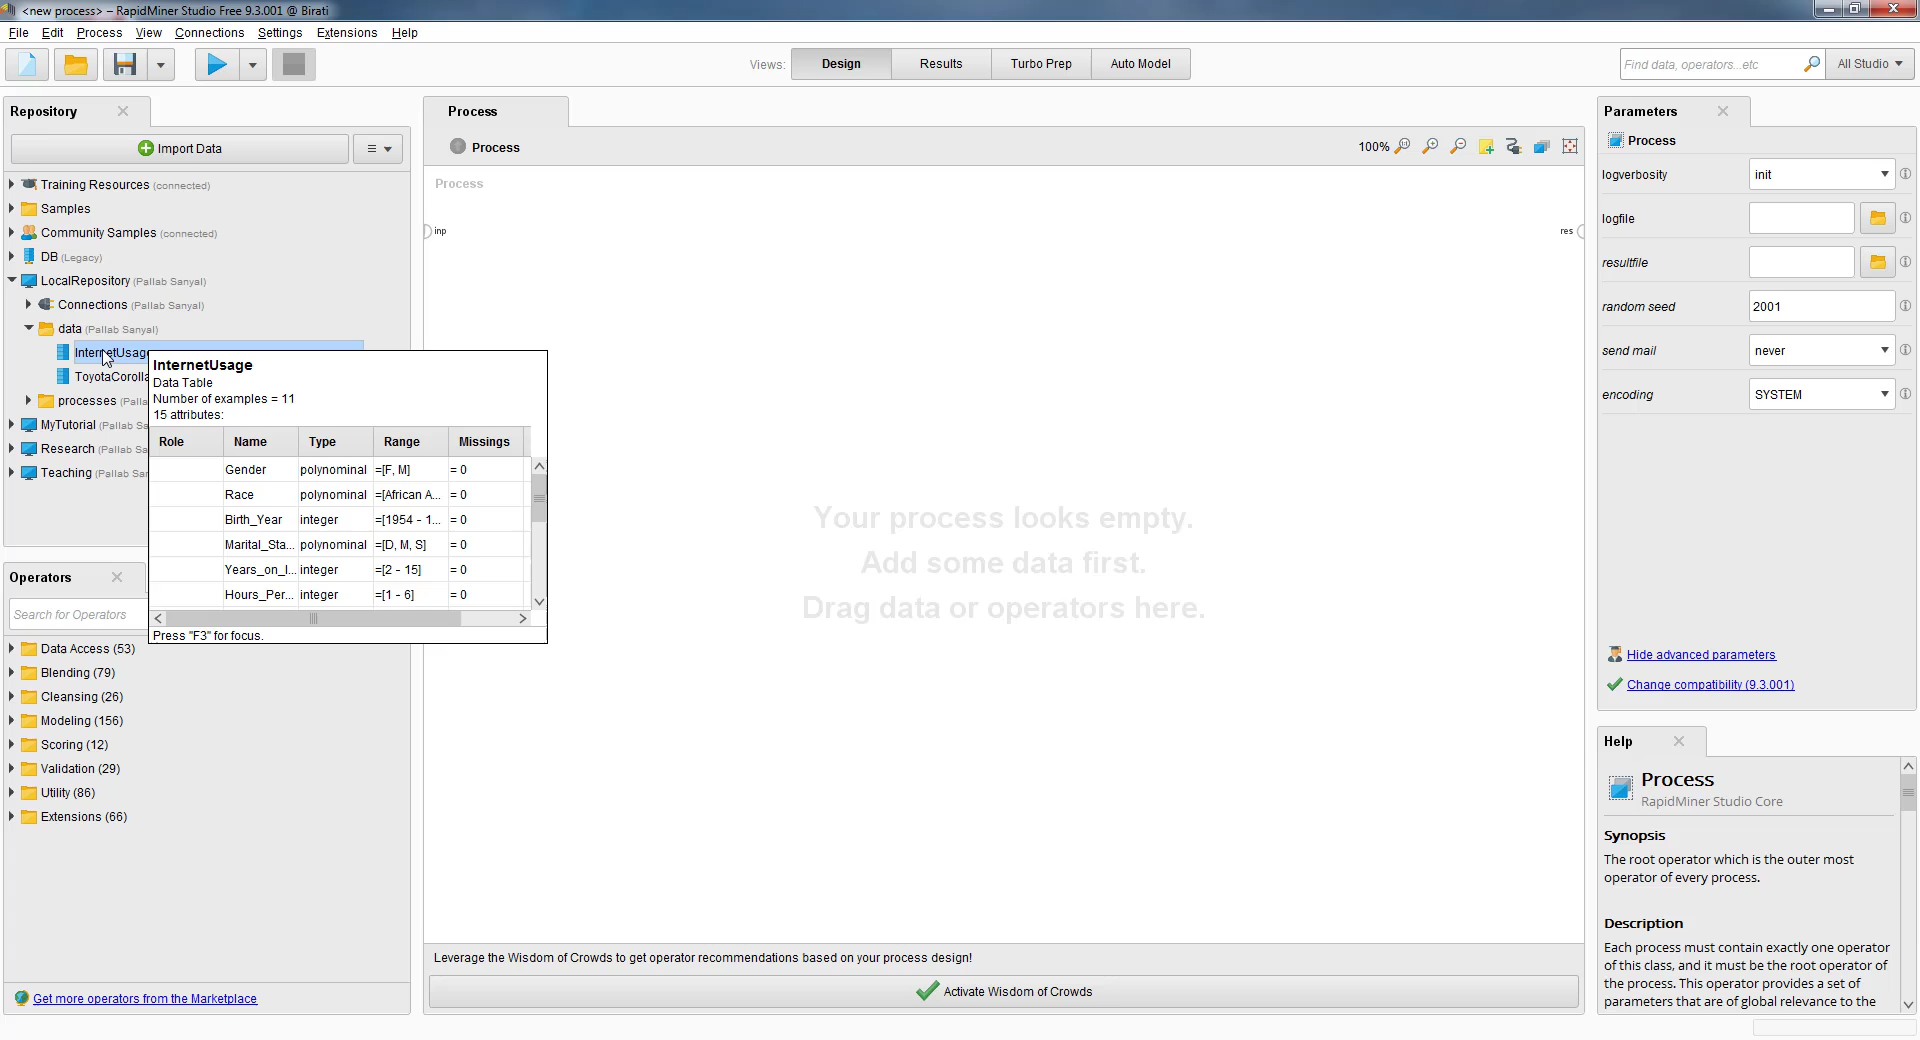 <new process> – RapidMiner Studio Free 9.3.001 @ Birati
File Edit Process View Connections Settings Extensions Help
Views: Design Results Turbo Prep Auto Model
Find data, operators...etc
All Studio
Repository
Import Data
Training Resources (connected)
Samples
Community Samples (connected)
DB (Legacy)
LocalRepository (Pallab Sanyal)
Connections (Pallab Sanyal)
data (Pallab Sanyal)
InternetUsage
ToyotaCorolla
processes (Palla
MyTutorial (Pallab Sa
Research (Pallab Sa
Teaching (Pallab Sar
InternetUsage
Data Table
Number of examples = 11
15 attributes:
Role Name Type Range Missings
Gender polynominal =[F, M] = 0
Race polynominal =[African A... = 0
Birth_Year integer =[1954 - 1... = 0
Marital_Sta... polynominal =[D, M, S] = 0
Years_on_I... integer =[2 - 15] = 0
Hours_Per... integer =[1 - 6] = 0
Press "F3" for focus.
Operators
Search for Operators
Data Access (53)
Blending (79)
Cleansing (26)
Modeling (156)
Scoring (12)
Validation (29)
Utility (86)
Extensions (66)
Get more operators from the Marketplace
Process
Process
100%
Process
inp
res
Your process looks empty.
Add some data first.
Drag data or operators here.
Leverage the Wisdom of Crowds to get operator recommendations based on your process design!
Activate Wisdom of Crowds
Parameters
Process
logverbosity init
logfile
resultfile
random seed 2001
send mail never
encoding SYSTEM
Hide advanced parameters
Change compatibility (9.3.001)
Help
Process
RapidMiner Studio Core
Synopsis
The root operator which is the outer most
operator of every process.
Description
Each process must contain exactly one operator
of this class, and it must be the root operator of
the process. This operator provides a set of
parameters that are of global relevance to the